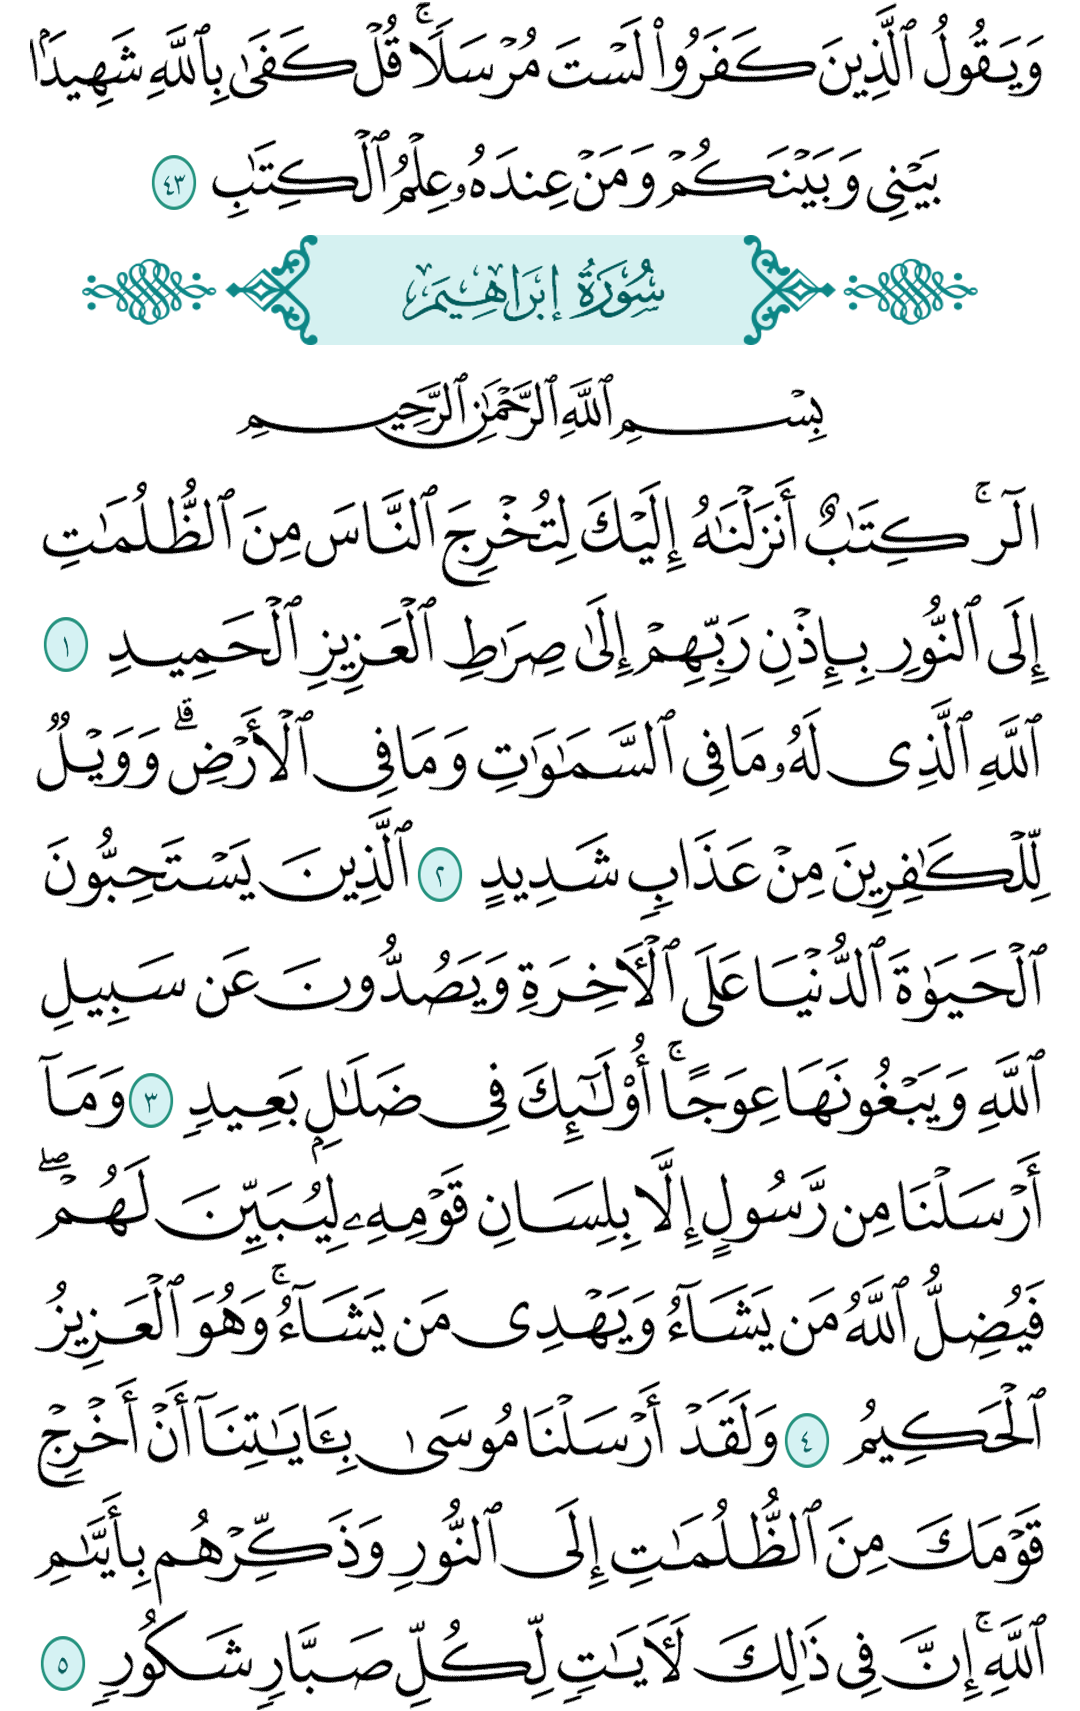 وَيَقُولُ ٱلَّذِينَ كَفَرُوا۟ لَسْتَ مُرْسَلًا ۚ قُلْ كَفَىٰ بِٱللَّهِ شَهِيدًۢا
بَيْنِى وَبَيْنَكُمْ وَمَنْ عِندَهُۥ عِلْمُ ٱلْكِتَـٰبِ ٤٣
سُورَةُ إِبْرَاهِيمَ
بِسْمِ ٱللَّهِ ٱلرَّحْمَـٰنِ ٱلرَّحِيمِ
الٓر ۚ كِتَـٰبٌ أَنزَلْنَـٰهُ إِلَيْكَ لِتُخْرِجَ ٱلنَّاسَ مِنَ ٱلظُّلُمَـٰتِ
إِلَى ٱلنُّورِ بِإِذْنِ رَبِّهِمْ إِلَىٰ صِرَٰطِ ٱلْعَزِيزِ ٱلْحَمِيدِ ١
ٱللَّهِ ٱلَّذِى لَهُۥ مَا فِى ٱلسَّمَـٰوَٰتِ وَمَا فِى ٱلْأَرْضِ ۗ وَوَيْلٌ
لِّلْكَـٰفِرِينَ مِنْ عَذَابٍ شَدِيدٍ ٢ ٱلَّذِينَ يَسْتَحِبُّونَ
ٱلْحَيَوٰةَ ٱلدُّنْيَا عَلَى ٱلْـَٔاخِرَةِ وَيَصُدُّونَ عَن سَبِيلِ
ٱللَّهِ وَيَبْغُونَهَا عِوَجًا ۚ أُو۟لَـٰٓئِكَ فِى ضَلَـٰلٍۭ بَعِيدٍ ٣ وَمَآ
أَرْسَلْنَا مِن رَّسُولٍ إِلَّا بِلِسَانِ قَوْمِهِۦ لِيُبَيِّنَ لَهُمْ ۖ
فَيُضِلُّ ٱللَّهُ مَن يَشَآءُ وَيَهْدِى مَن يَشَآءُ ۚ وَهُوَ ٱلْعَزِيزُ
ٱلْحَكِيمُ ٤ وَلَقَدْ أَرْسَلْنَا مُوسَىٰ بِـَٔايَـٰتِنَآ أَنْ أَخْرِجْ
قَوْمَكَ مِنَ ٱلظُّلُمَـٰتِ إِلَى ٱلنُّورِ وَذَكِّرْهُم بِأَيَّىٰمِ
ٱللَّهِ ۚ إِنَّ فِى ذَٰلِكَ لَـَٔايَـٰتٍ لِّكُلِّ صَبَّارٍ شَكُورٍ ٥